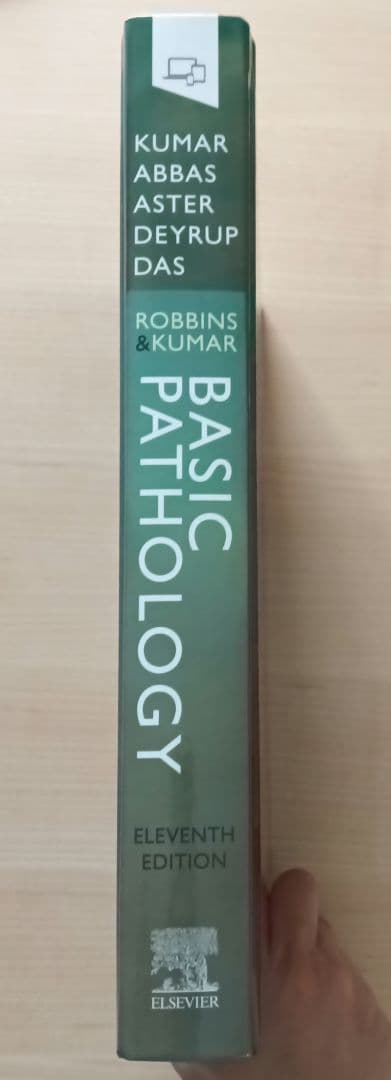 KUMAR
ABBAS
ASTER
DEYRUP
DAS
ROBBINS
&KUMAR
BASIC
PATHOLOGY
ELEVENTH
EDITION
ELSEVIER